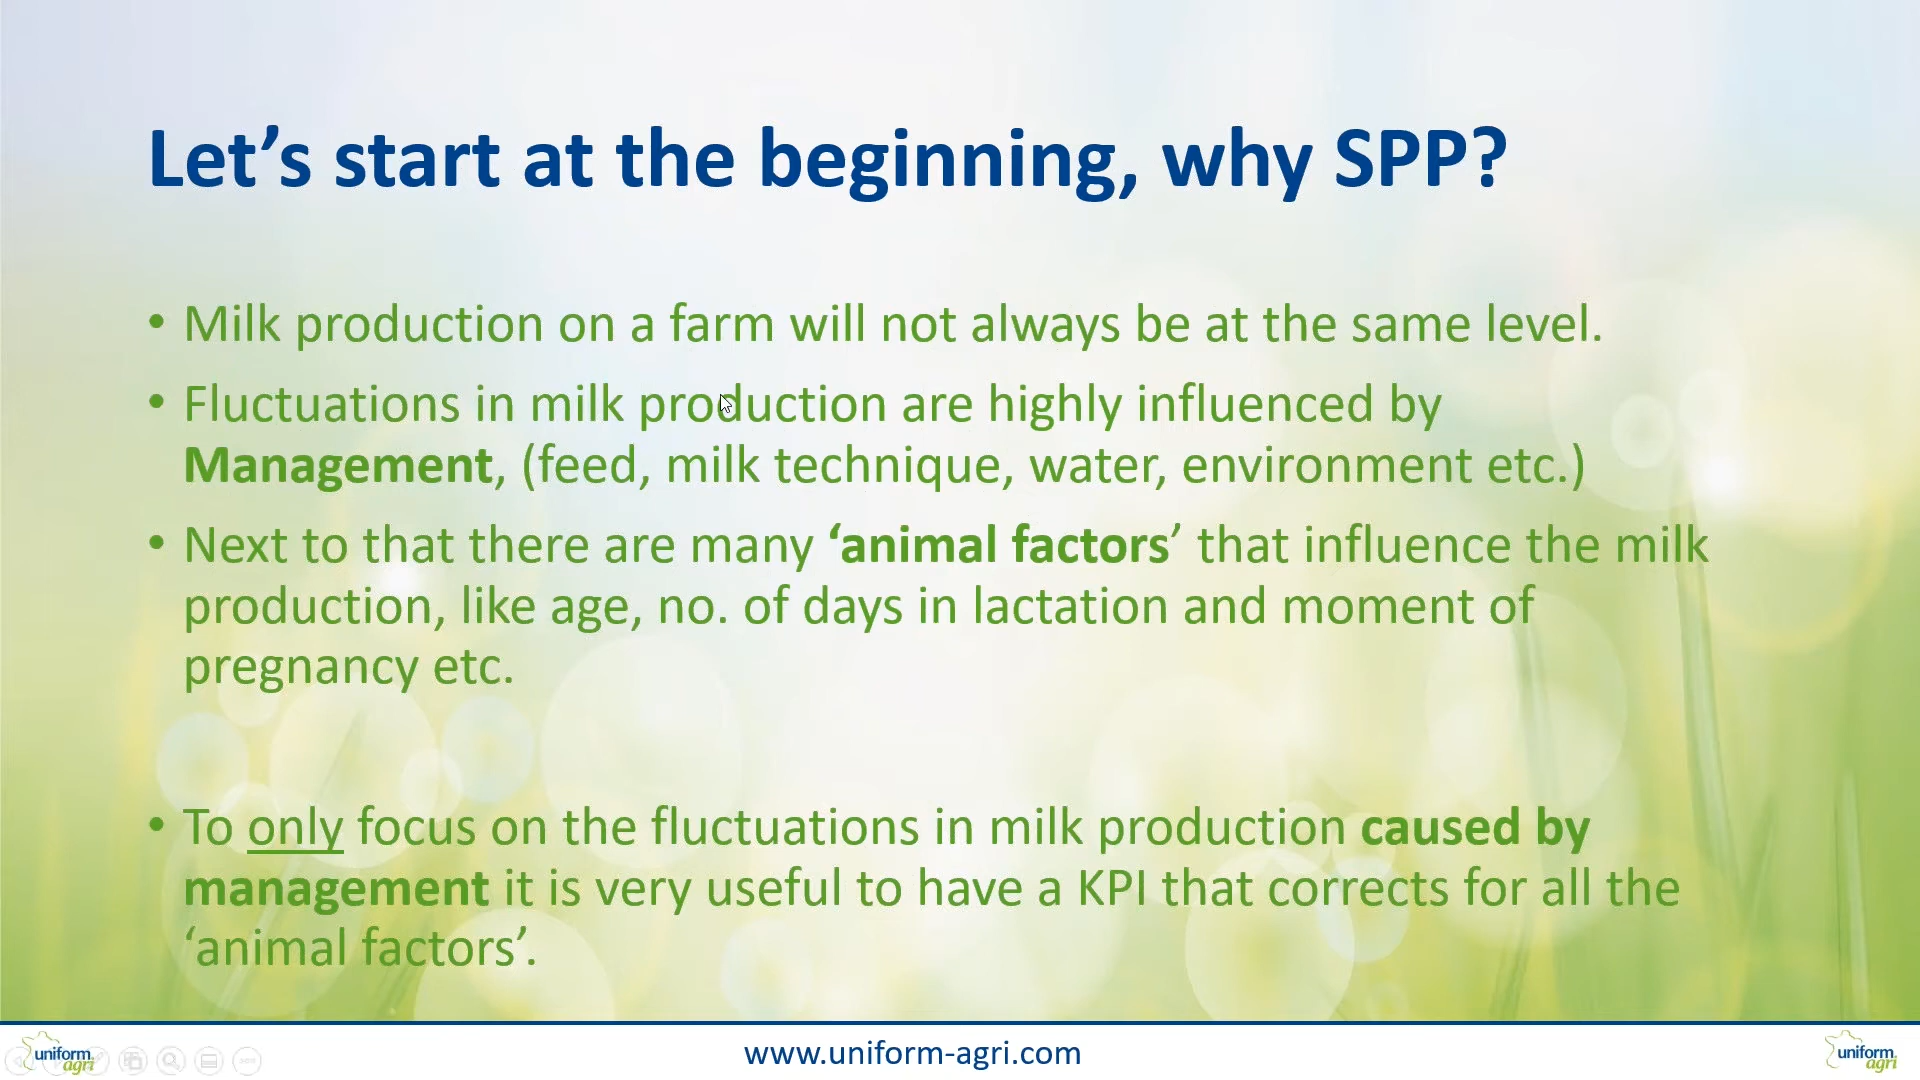 Let’s start at the beginning, why SPP?
• Milk production on a farm will not always be at the same level.
• Fluctuations in milk production are highly influenced by
Management, (feed, milk technique, water, environment etc.)
• Next to that there are many ‘animal factors’ that influence the milk
production, like age, no. of days in lactation and moment of
pregnancy etc.
• To only focus on the fluctuations in milk production caused by
management it is very useful to have a KPI that corrects for all the
‘animal factors’.
uniform
agri
www.uniform-agri.com
uniform
agri